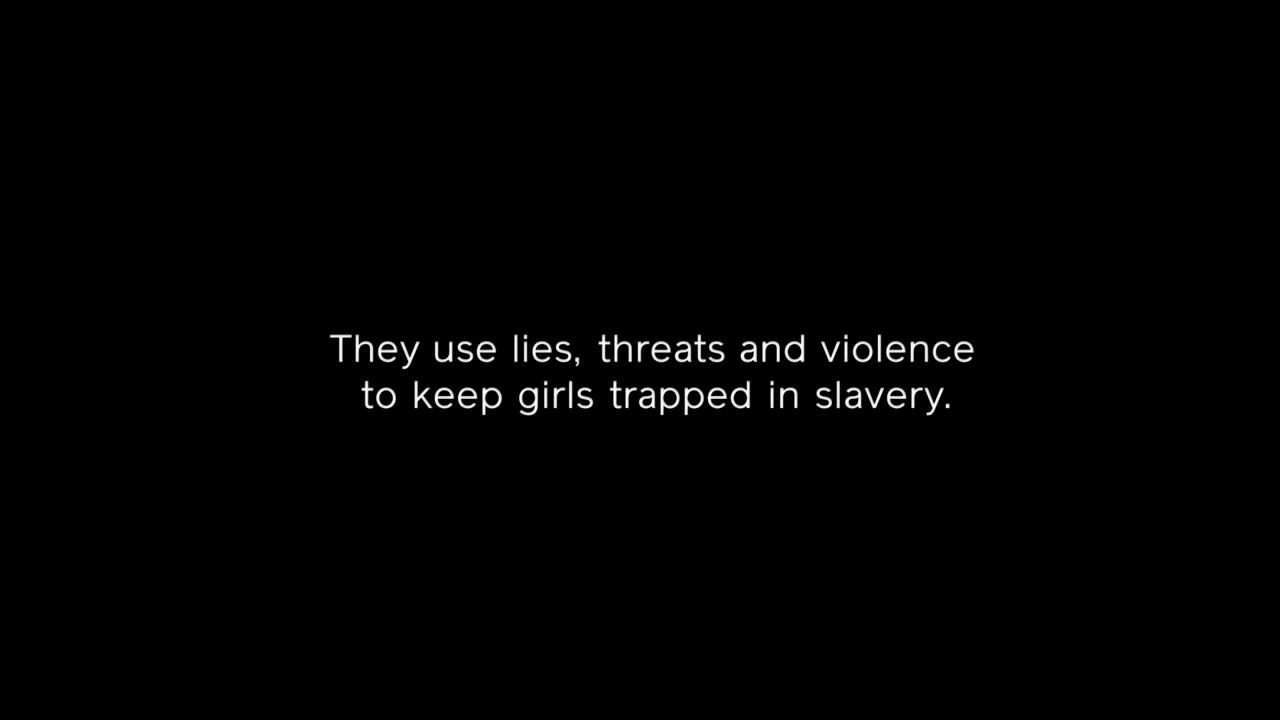 They use lies, threats and violence
to keep girls trapped in slavery.